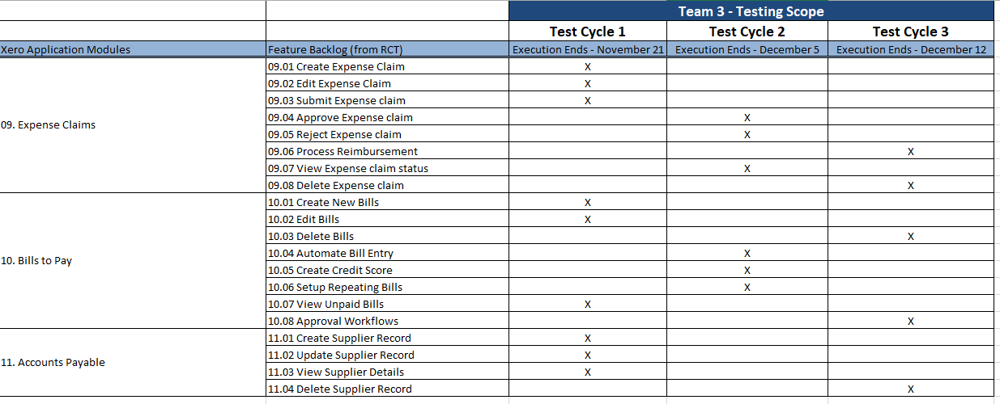 Team 3 - Testing Scope
Test Cycle 1 Test Cycle 2 Test Cycle 3
Xero Application Modules Feature Backlog (from RCT) Execution Ends - November 21 Execution Ends - December 5 Execution Ends - December 12
09. Expense Claims
09.01 Create Expense Claim X
09.02 Edit Expense Claim X
09.03 Submit Expense claim X
09.04 Approve Expense claim X
09.05 Reject Expense claim X
09.06 Process Reimbursement X
09.07 View Expense claim status X
09.08 Delete Expense claim X
10. Bills to Pay
10.01 Create New Bills X
10.02 Edit Bills X
10.03 Delete Bills X
10.04 Automate Bill Entry X
10.05 Create Credit Score X
10.06 Setup Repeating Bills X
10.07 View Unpaid Bills X
10.08 Approval Workflows X
11. Accounts Payable
11.01 Create Supplier Record X
11.02 Update Supplier Record X
11.03 View Supplier Details X
11.04 Delete Supplier Record X